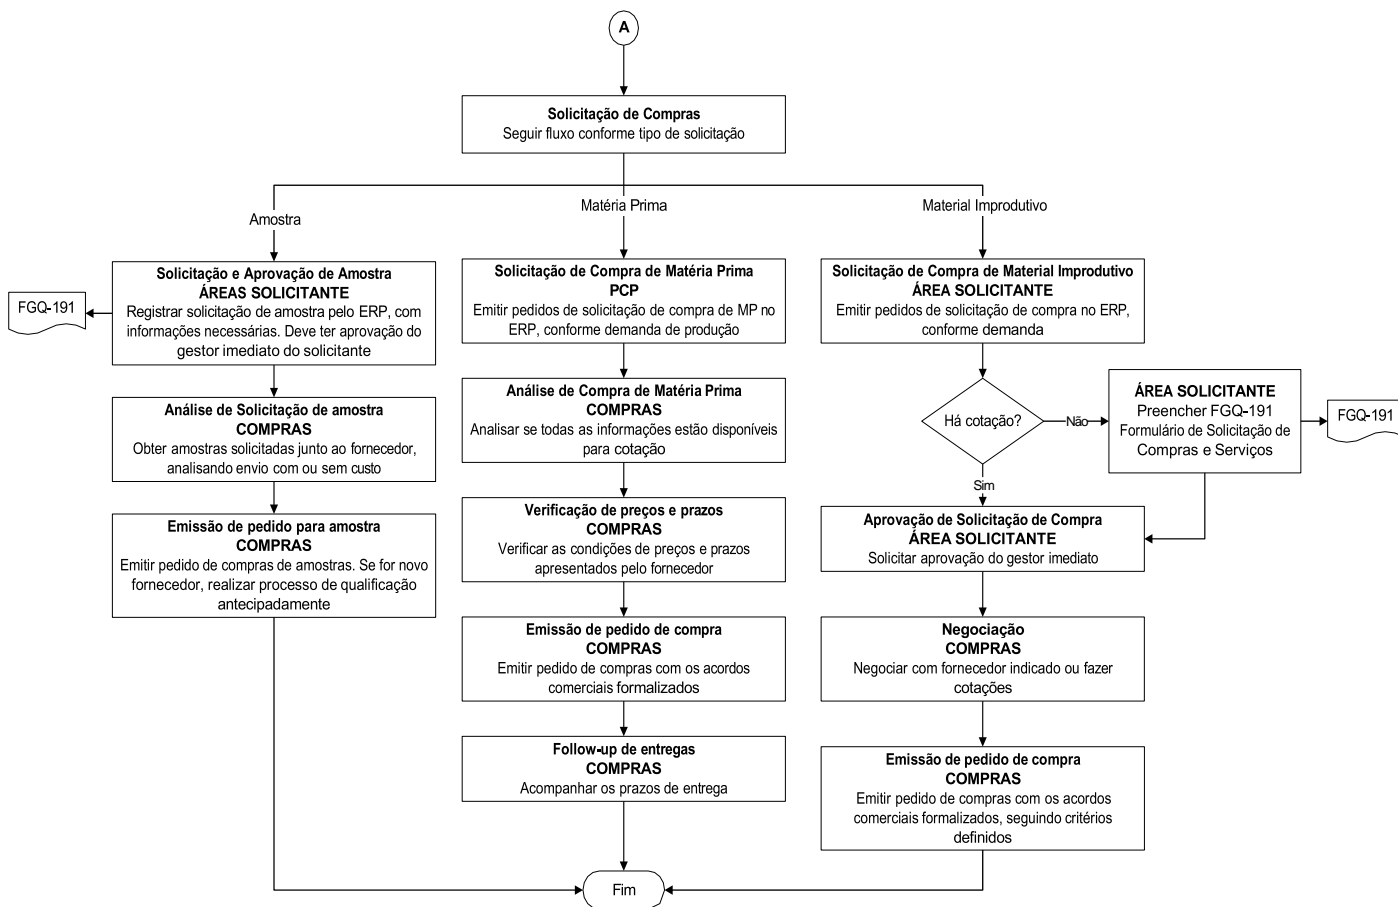 A
Solicitação de Compras
Seguir fluxo conforme tipo de solicitação
Amostra
Matéria Prima
Material Improdutivo
Solicitação e Aprovação de Amostra
ÁREAS SOLICITANTE
Registrar solicitação de amostra pelo ERP, com
informações necessárias. Deve ter aprovação do
gestor imediato do solicitante
FGQ-191
Análise de Solicitação de amostra
COMPRAS
Obter amostras solicitadas junto ao fornecedor,
analisando envio com ou sem custo
Emissão de pedido para amostra
COMPRAS
Emitir pedido de compras de amostras. Se for novo
fornecedor, realizar processo de qualificação
antecipadamente
Solicitação de Compra de Matéria Prima
PCP
Emitir pedidos de solicitação de compra de MP no
ERP, conforme demanda de produção
Análise de Compra de Matéria Prima
COMPRAS
Analisar se todas as informações estão disponíveis
para cotação
Verificação de preços e prazos
COMPRAS
Verificar as condições de preços e prazos
apresentados pelo fornecedor
Emissão de pedido de compra
COMPRAS
Emitir pedido de compras com os acordos
comerciais formalizados
Follow-up de entregas
COMPRAS
Acompanhar os prazos de entrega
Solicitação de Compra de Material Improdutivo
ÁREA SOLICITANTE
Emitir pedidos de solicitação de compra no ERP,
conforme demanda
Há cotação?
Não
ÁREA SOLICITANTE
Preencher FGQ-191
Formulário de Solicitação de
Compras e Serviços
FGQ-191
Sim
Aprovação de Solicitação de Compra
ÁREA SOLICITANTE
Solicitar aprovação do gestor imediato
Negociação
COMPRAS
Negociar com fornecedor indicado ou fazer
cotações
Emissão de pedido de compra
COMPRAS
Emitir pedido de compras com os acordos
comerciais formalizados, seguindo critérios
definidos
Fim